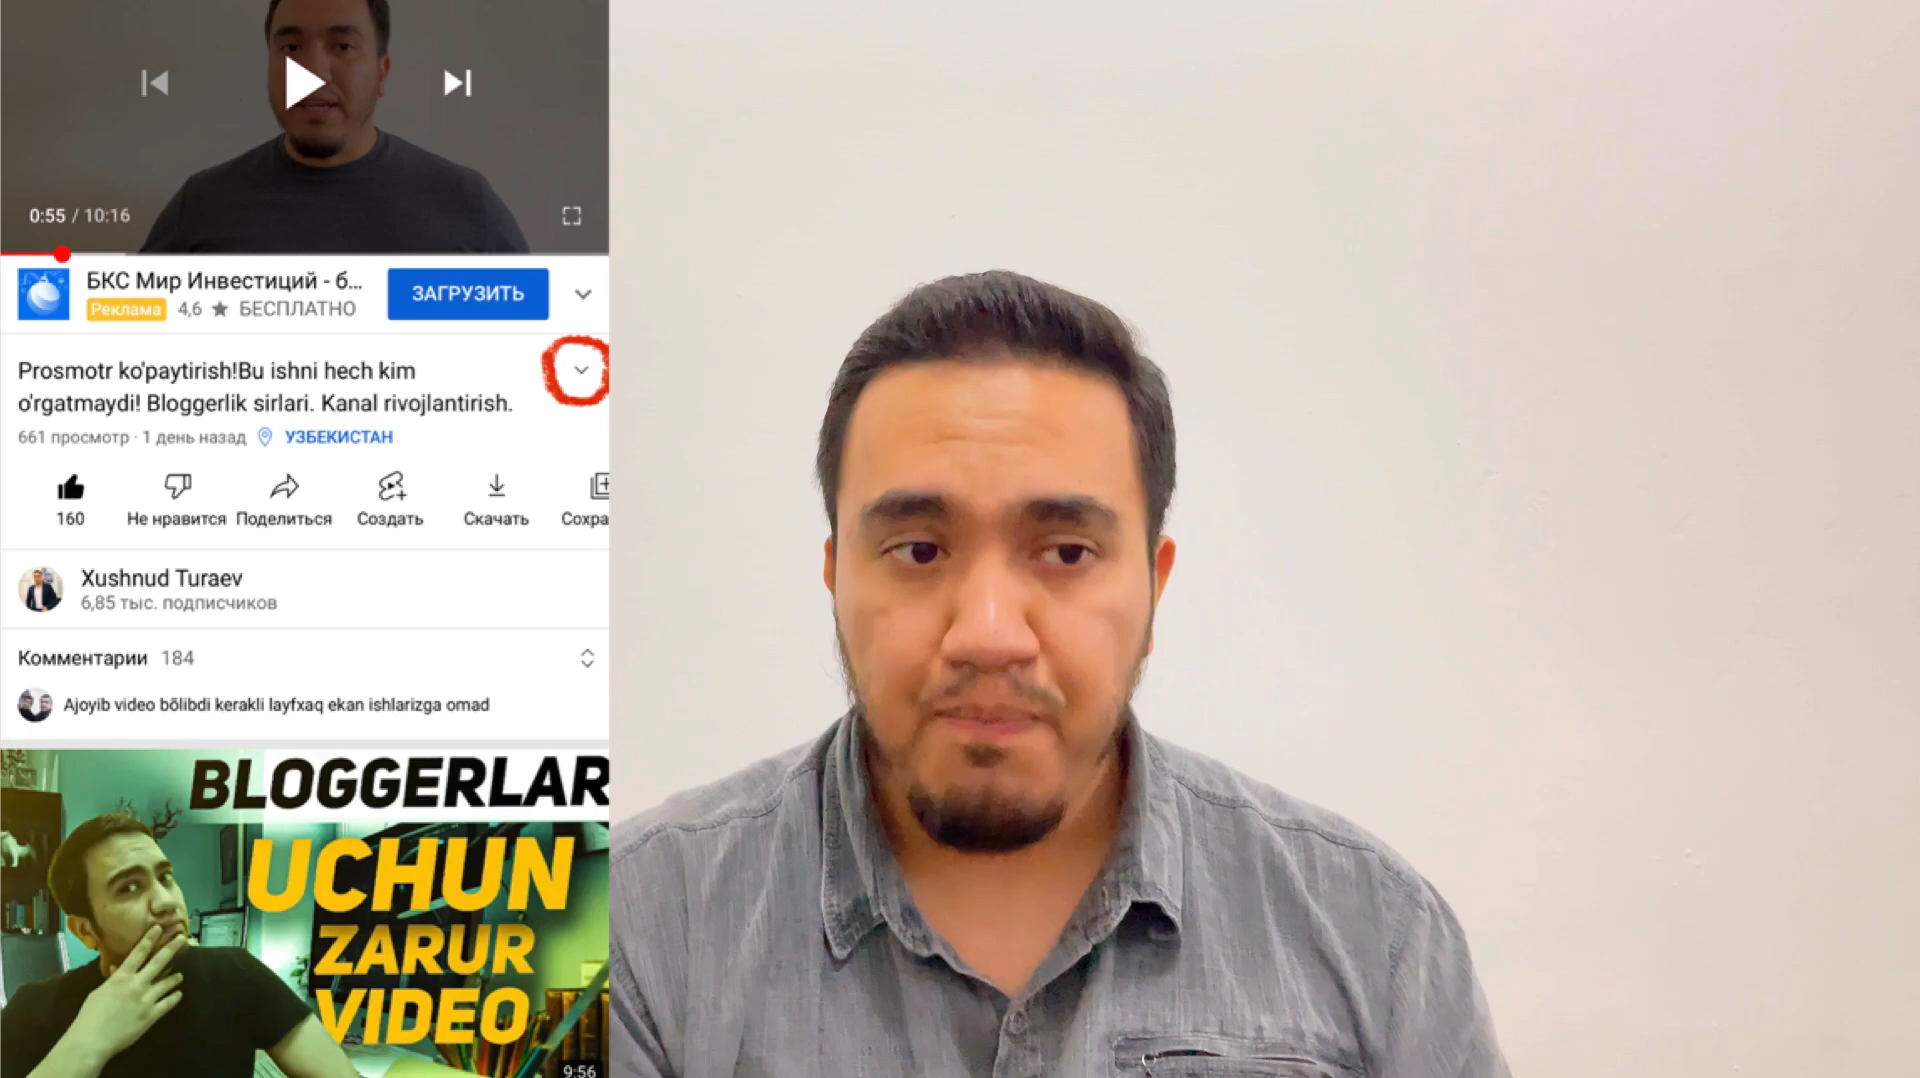 0:55 / 10:16
БКС Мир Инвестиций - б...
ЗАГРУЗИТЬ
Реклама 4,6 ★ БЕСПЛАТНО
Prosmotr ko'paytirish!Bu ishni hech kim
o'rgatmaydi! Bloggerlik sirlari. Kanal rivojlantirish.
661 просмотр · 1 день назад УЗБЕКИСТАН
160 Не нравится Поделиться Создать Скачать Сохра
Xushnud Turaev
6,85 тыс. подписчиков
Комментарии 184
Ajoyib video bõlibdi kerakli layfxaq ekan ishlarizga omad
BLOGGERLAR
UCHUN
ZARUR
VIDEO
9:56